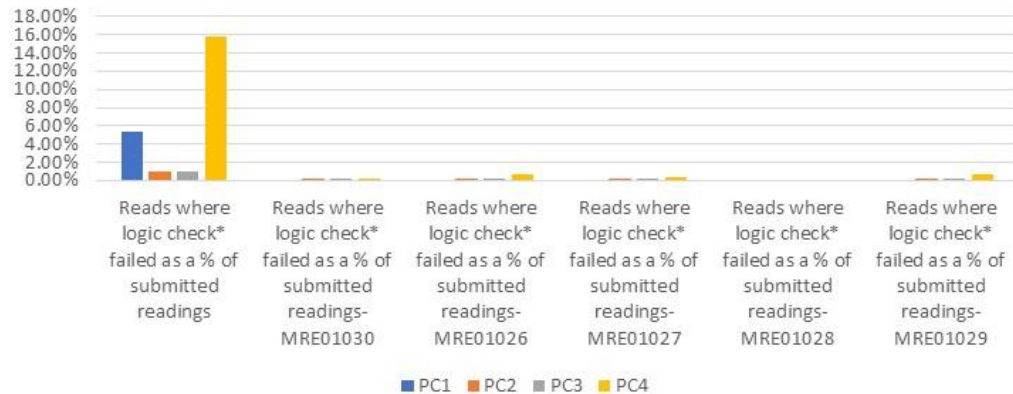 18.00%
16.00%
14.00%
12.00%
10.00%
8.00%
6.00%
4.00%
2.00%
0.00%
Reads where
logic check*
failed as a % of
submitted
readings
Reads where
logic check*
failed as a % of
submitted
readings-
MRE01030
Reads where
logic check*
failed as a % of
submitted
readings-
MRE01026
Reads where
logic check*
failed as a % of
submitted
readings-
MRE01027
Reads where
logic check*
failed as a % of
submitted
readings-
MRE01028
Reads where
logic check*
failed as a % of
submitted
readings-
MRE01029
PC1 PC2 PC3 PC4